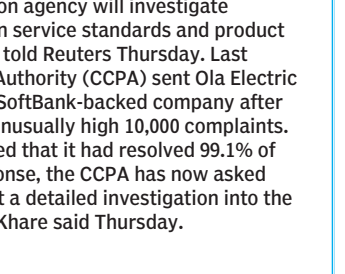 on agency will investigate
n service standards and product
told Reuters Thursday. Last
Authority (CCPA) sent Ola Electric
SoftBank-backed company after
nusually high 10,000 complaints.
ed that it had resolved 99.1% of
onse, the CCPA has now asked
t a detailed investigation into the
Khare said Thursday.